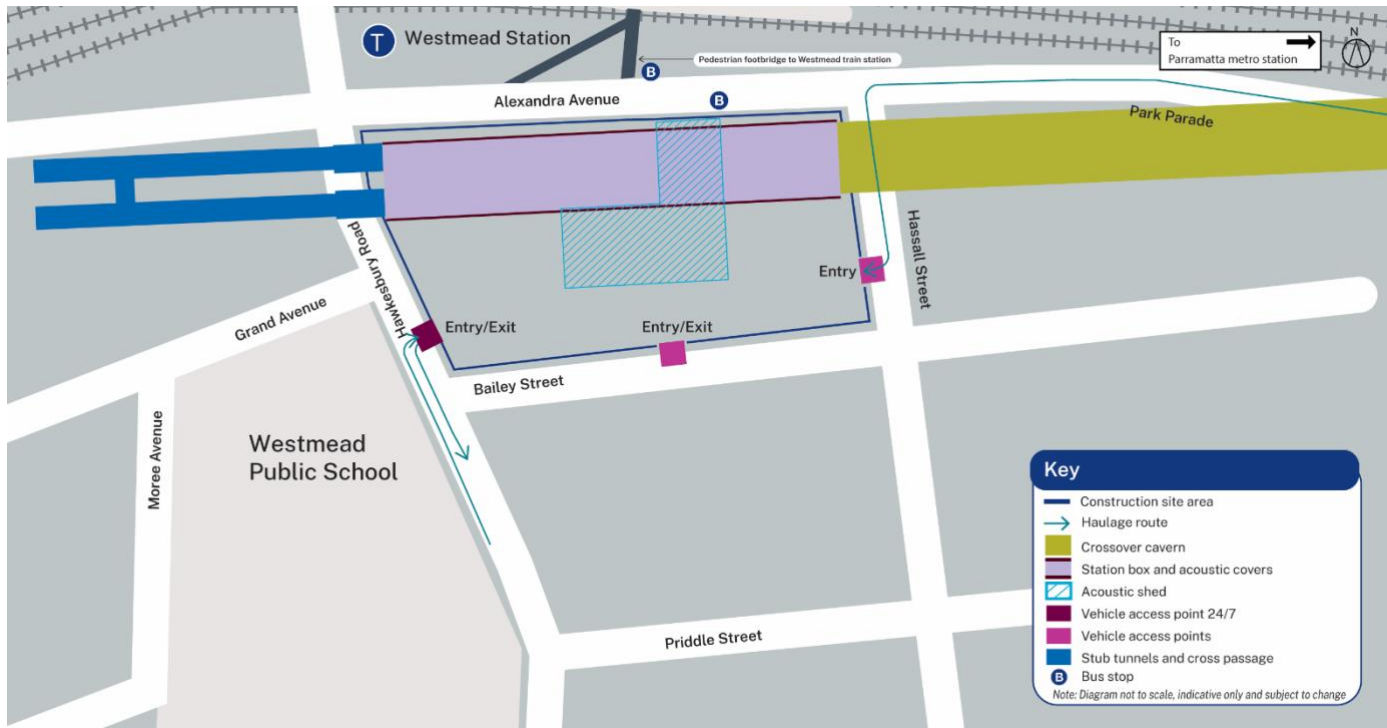 T Westmead Station
To
Parramatta metro station
N
Pedestrian footbridge to Westmead train station
B
B
Alexandra Avenue
Park Parade
Hawkesbury Road
Hassall Street
Entry
Grand Avenue
Entry/Exit
Entry/Exit
Bailey Street
Moree Avenue
Westmead
Public School
Priddle Street
Key
Construction site area
Haulage route
Crossover cavern
Station box and acoustic covers
Acoustic shed
Vehicle access point 24/7
Vehicle access points
Stub tunnels and cross passage
B Bus stop
Note: Diagram not to scale, indicative only and subject to change